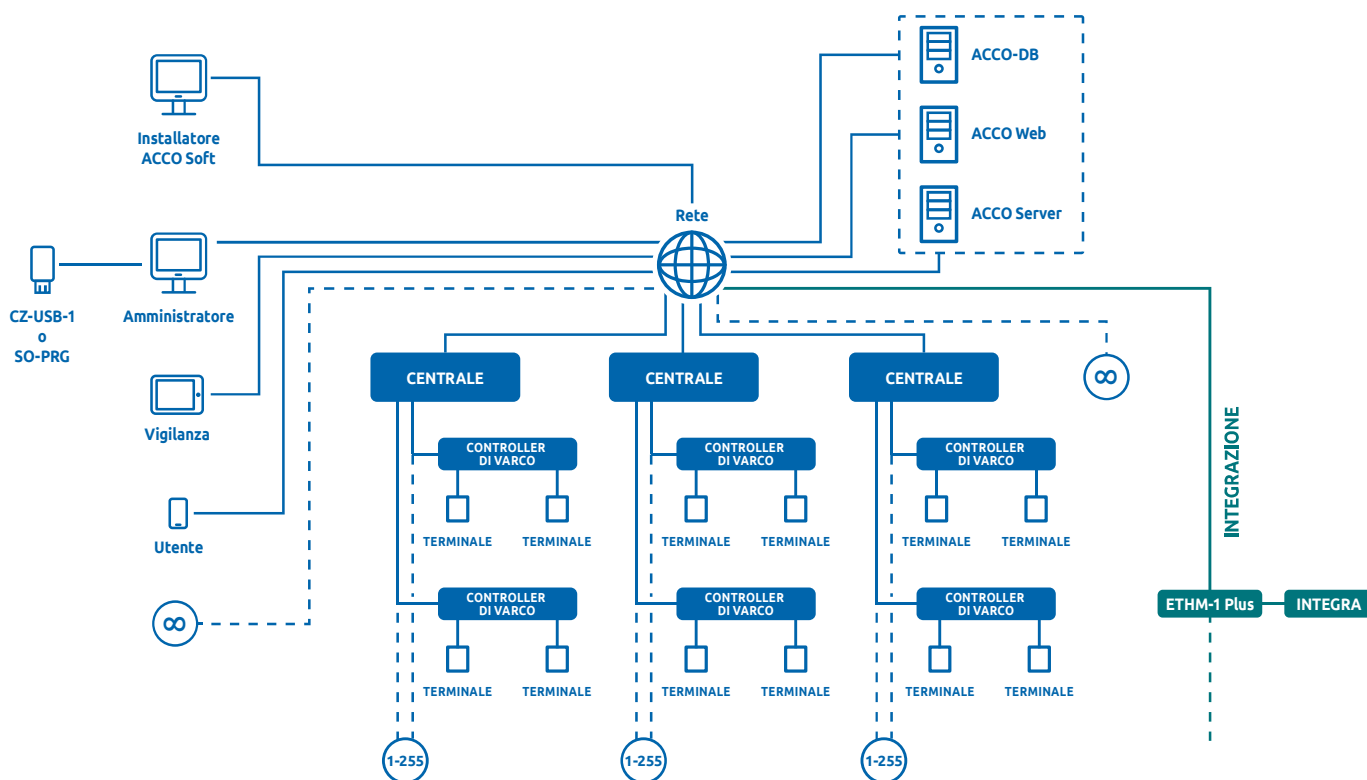 ACCO-DB
ACCO Web
ACCO Server
Installatore
ACCO Soft
Rete
CZ-USB-1
o
SO-PRG
Amministratore
Vigilanza
Utente
∞
CENTRALE
CENTRALE
CENTRALE
∞
CONTROLLER
DI VARCO
CONTROLLER
DI VARCO
CONTROLLER
DI VARCO
TERMINALE
TERMINALE
TERMINALE
TERMINALE
TERMINALE
TERMINALE
CONTROLLER
DI VARCO
CONTROLLER
DI VARCO
CONTROLLER
DI VARCO
TERMINALE
TERMINALE
TERMINALE
TERMINALE
TERMINALE
TERMINALE
1-255
1-255
1-255
INTEGRAZIONE
ETHM-1 Plus
INTEGRA